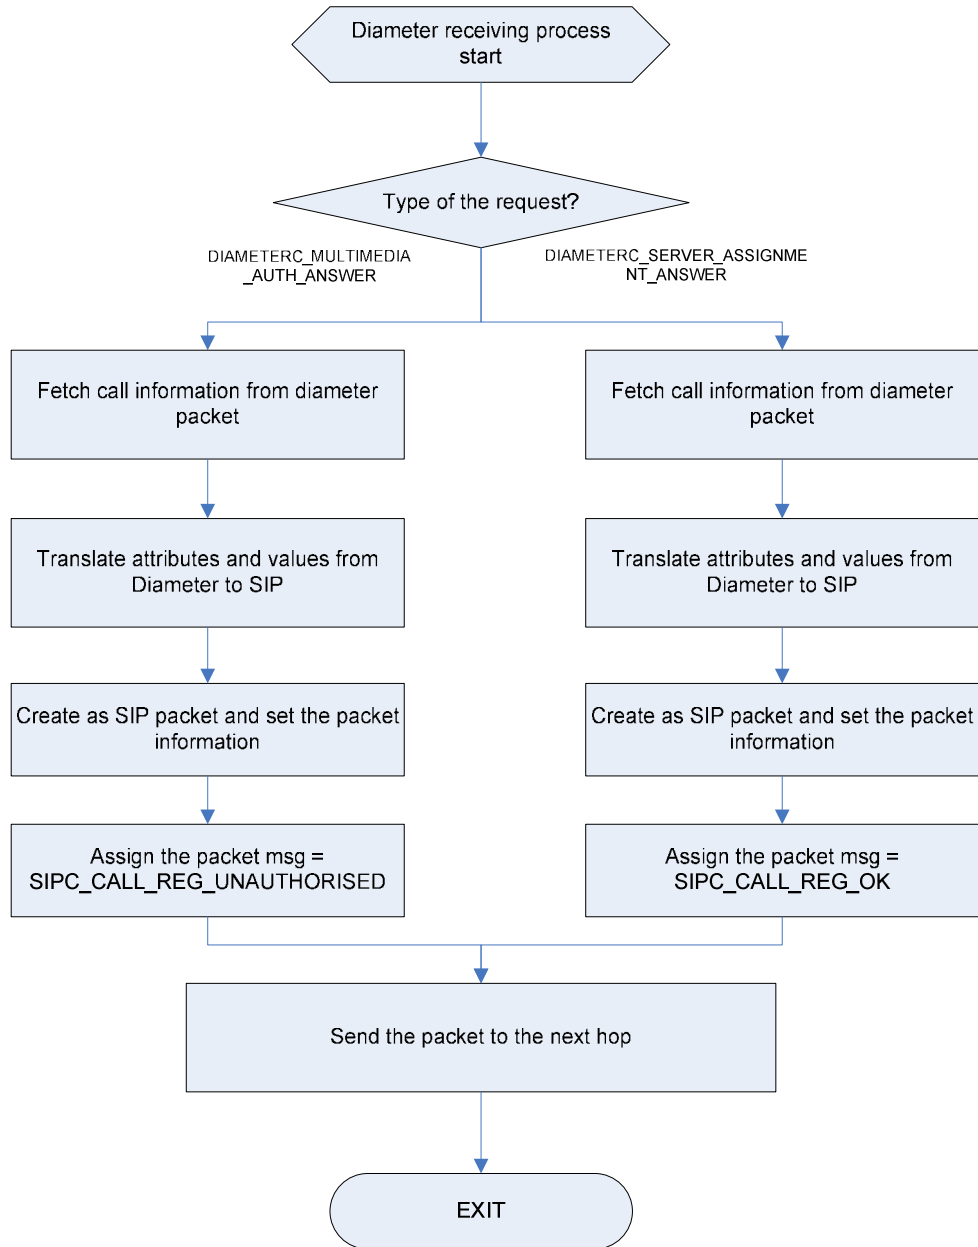 Diameter receiving process
start
Type of the request?
DIAMETERC_MULTIMEDIA
_AUTH_ANSWER
DIAMETERC_SERVER_ASSIGNME
NT_ANSWER
Fetch call information from diameter
packet
Fetch call information from diameter
packet
Translate attributes and values from
Diameter to SIP
Translate attributes and values from
Diameter to SIP
Create as SIP packet and set the packet
information
Create as SIP packet and set the packet
information
Assign the packet msg =
SIPC_CALL_REG_UNAUTHORISED
Assign the packet msg =
SIPC_CALL_REG_OK
Send the packet to the next hop
EXIT